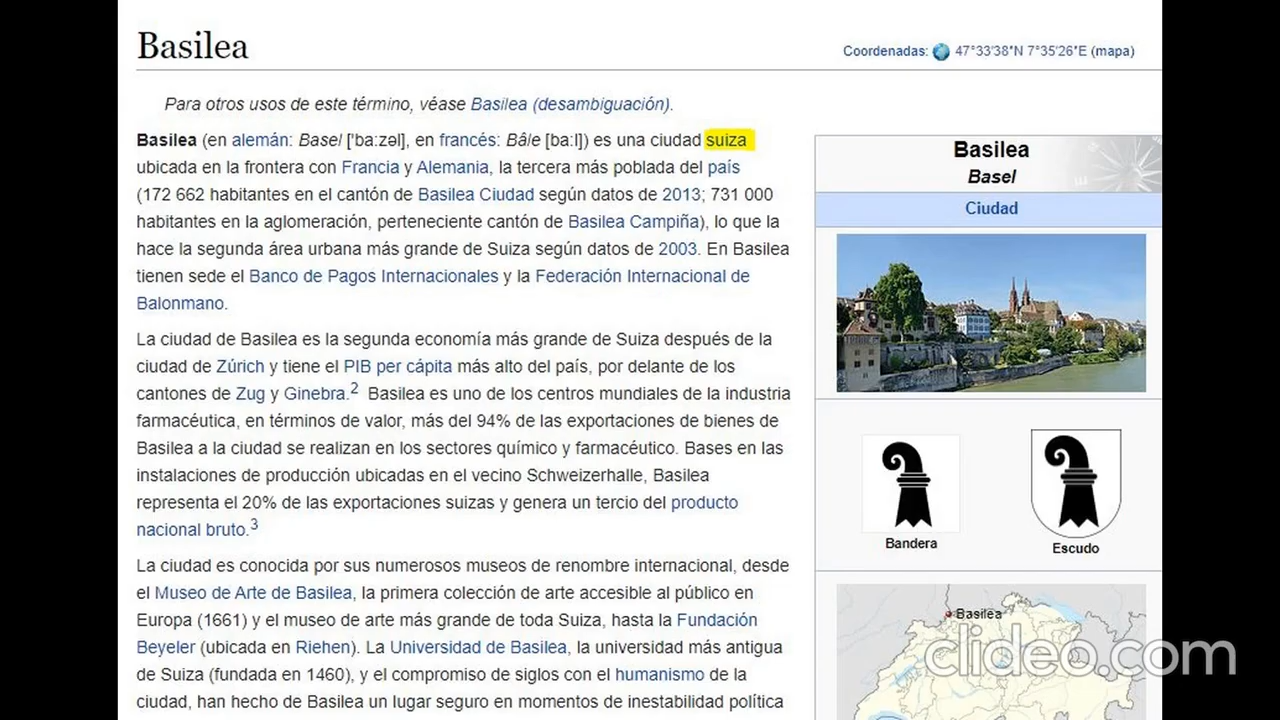 Basilea
Coordenadas: 47°33′38″N 7°35′26″E (mapa)
Para otros usos de este término, véase Basilea (desambiguación).
Basilea (en alemán: Basel ['ba:zəl], en francés: Bâle [ba:l]) es una ciudad suiza
ubicada en la frontera con Francia y Alemania, la tercera más poblada del país
(172 662 habitantes en el cantón de Basilea Ciudad según datos de 2013; 731 000
habitantes en la aglomeración, perteneciente cantón de Basilea Campiña), lo que la
hace la segunda área urbana más grande de Suiza según datos de 2003. En Basilea
tienen sede el Banco de Pagos Internacionales y la Federación Internacional de
Balonmano.
La ciudad de Basilea es la segunda economía más grande de Suiza después de la
ciudad de Zúrich y tiene el PIB per cápita más alto del país, por delante de los
cantones de Zug y Ginebra.2 Basilea es uno de los centros mundiales de la industria
farmacéutica, en términos de valor, más del 94% de las exportaciones de bienes de
Basilea a la ciudad se realizan en los sectores químico y farmacéutico. Bases en las
instalaciones de producción ubicadas en el vecino Schweizerhalle, Basilea
representa el 20% de las exportaciones suizas y genera un tercio del producto
nacional bruto.3
La ciudad es conocida por sus numerosos museos de renombre internacional, desde
el Museo de Arte de Basilea, la primera colección de arte accesible al público en
Europa (1661) y el museo de arte más grande de toda Suiza, hasta la Fundación
Beyeler (ubicada en Riehen). La Universidad de Basilea, la universidad más antigua
de Suiza (fundada en 1460), y el compromiso de siglos con el humanismo de la
ciudad, han hecho de Basilea un lugar seguro en momentos de inestabilidad política
Basilea
Basel
Ciudad
Bandera
Escudo
Basilea
clideo.com